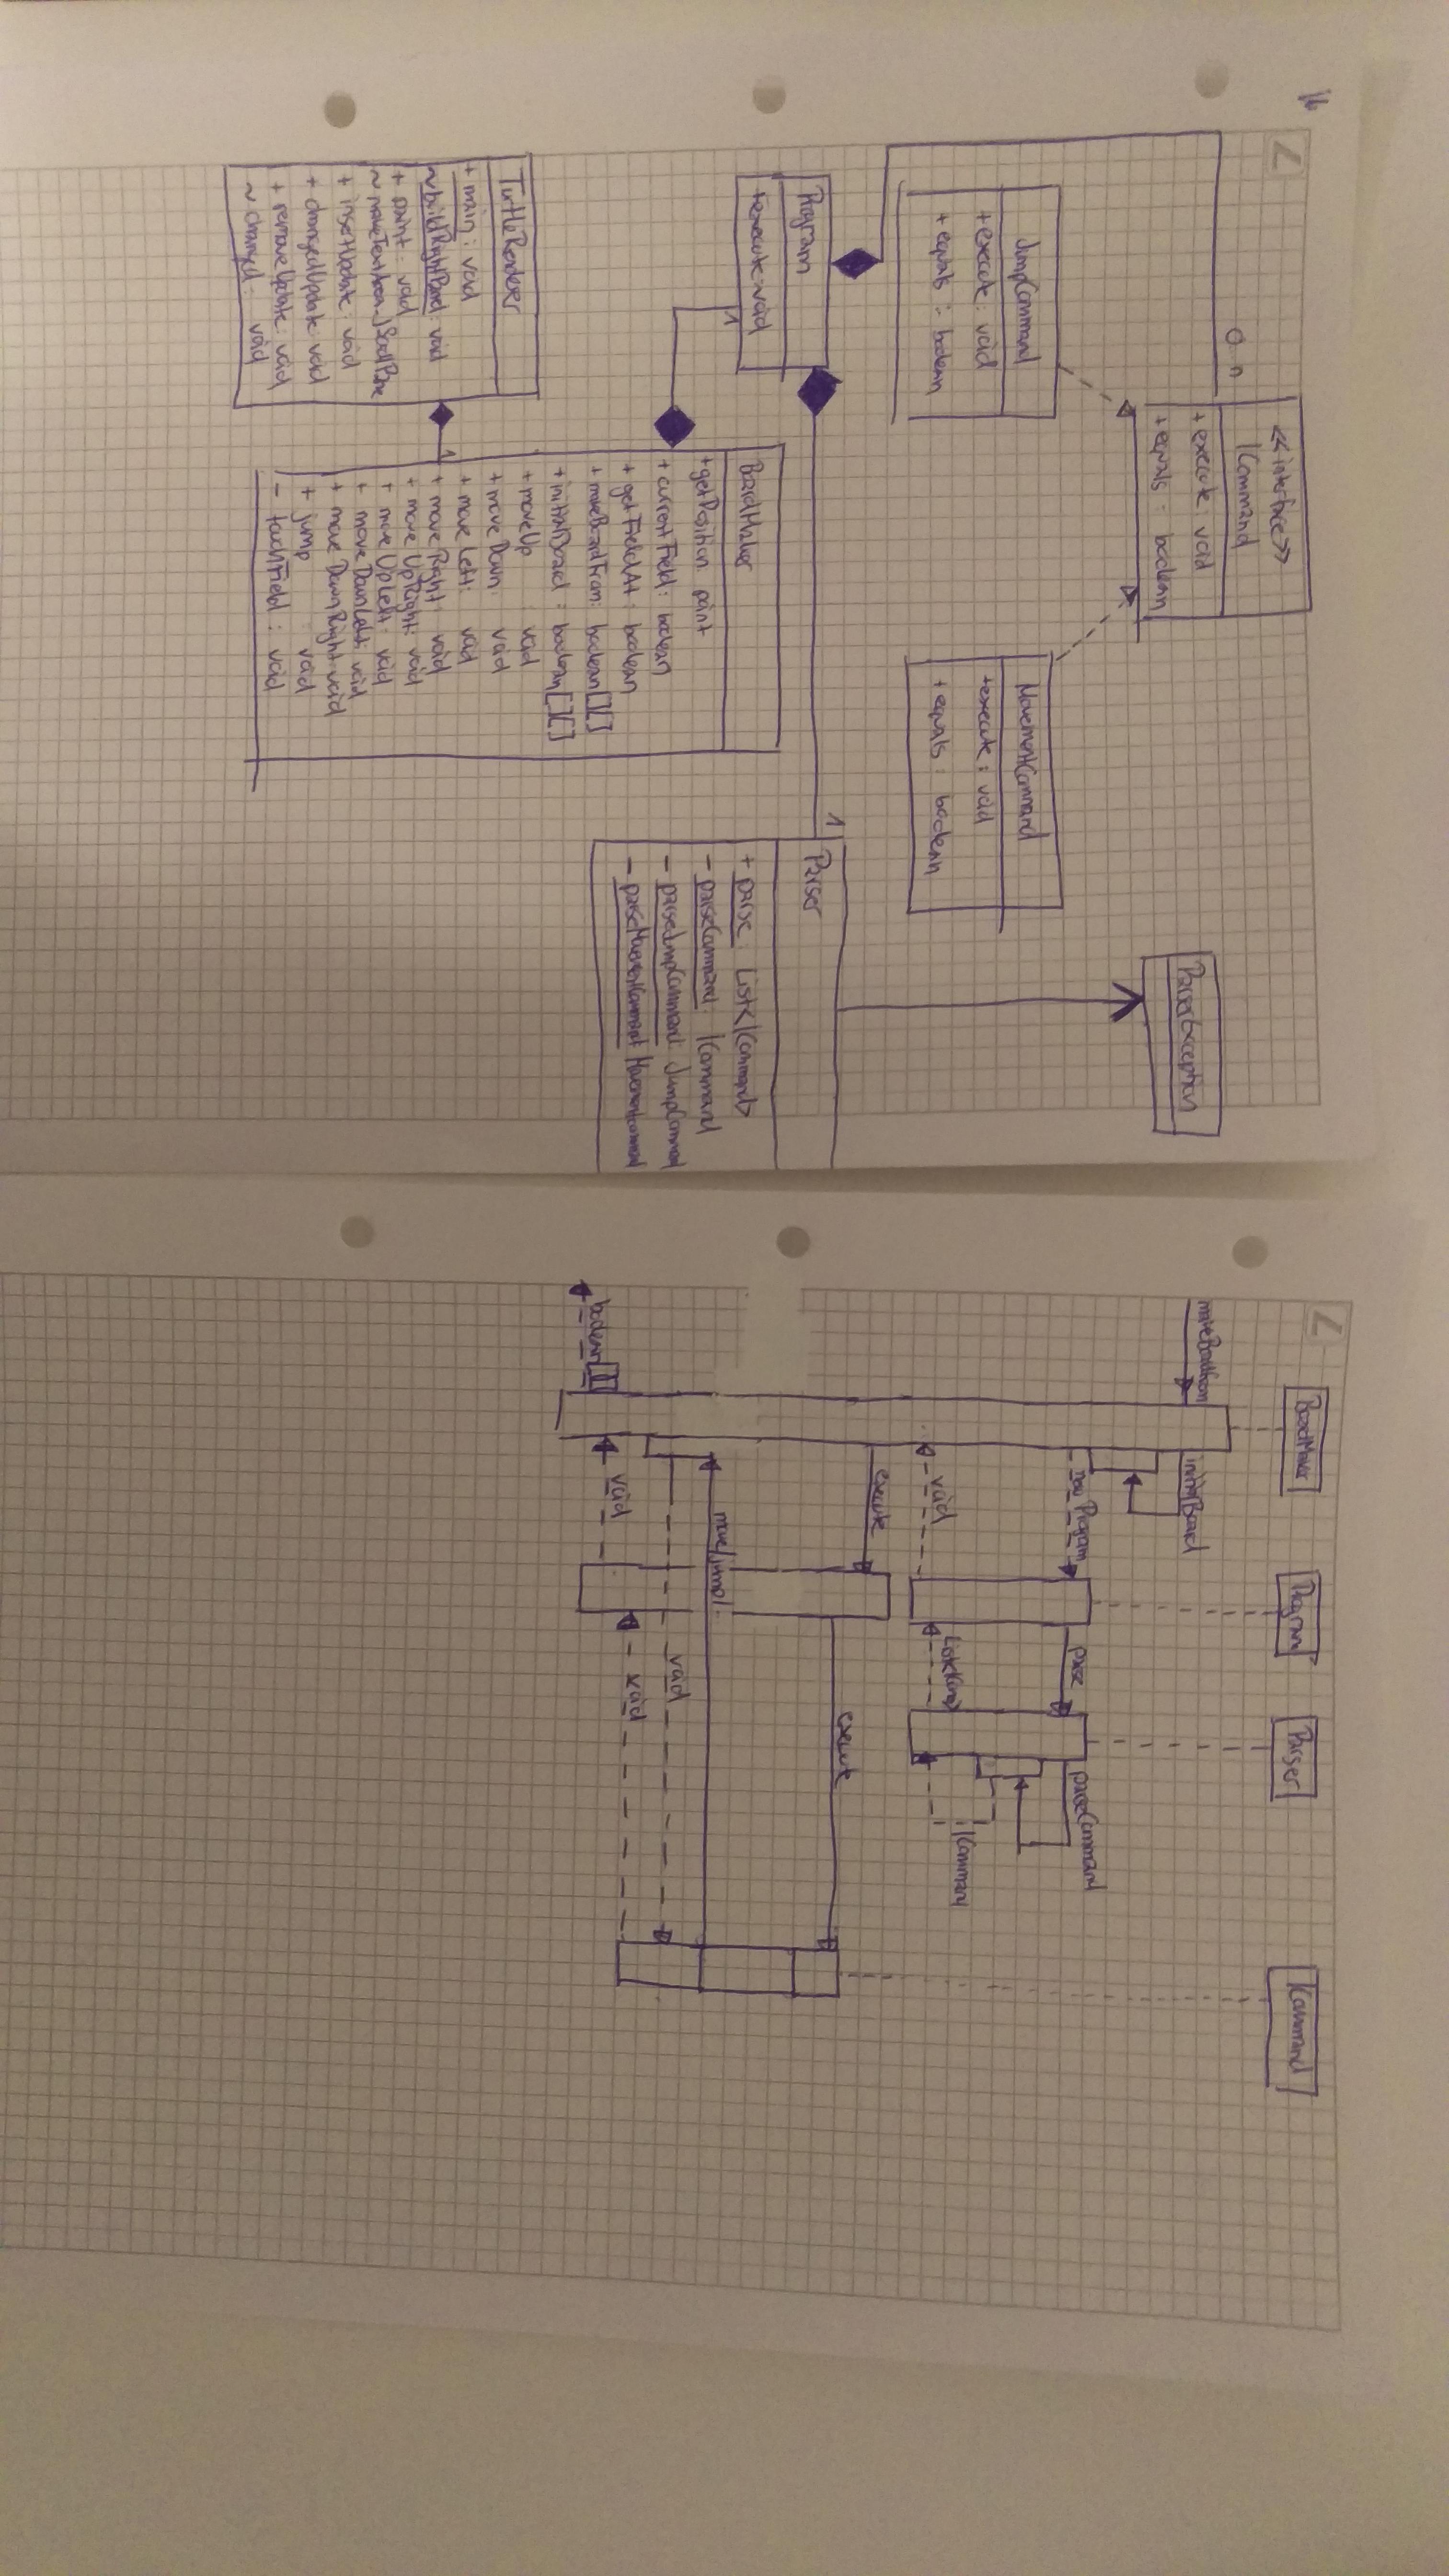 16
<<interface>>
ICommand
+ execute : void
+ equals : boolean
0..n
JumpCommand
+ execute : void
+ equals : boolean
MovementCommand
+ execute : void
+ equals : boolean
ParserException
Program
+ execute : void
1
1
Parser
+ parse : List<ICommand>
- parseCommand : ICommand
- parseJmpCommand : JumpCommand
- parseMovementCommand MovementCommand
BoardMaker
+ getPosition : point
+ currentField : boolean
+ getFieldAt : boolean
+ makeBoardFrom : boolean[][]
+ initialBoard : boolean[][]
+ moveUp : void
+ moveDown : void
+ moveLeft : void
+ moveRight : void
+ moveUpRight : void
+ moveUpLeft : void
+ moveDownLeft : void
+ moveDownRight : void
+ jump : void
- touchField : void
1
TurtleRenderer
+ main : void
~ buildRightPanel : void
+ paint : void
~ makeTextArea : JScrollPane
+ insertUpdate : void
+ changedUpdate : void
+ removeUpdate : void
~ changed : void
BoardMaker
Program
Parser
ICommand
makeBoardFrom
initialBoard
new Program
parse
parseCommand
ICommand
void
execute
execute
move/jump
void
void
void
boolean[][]